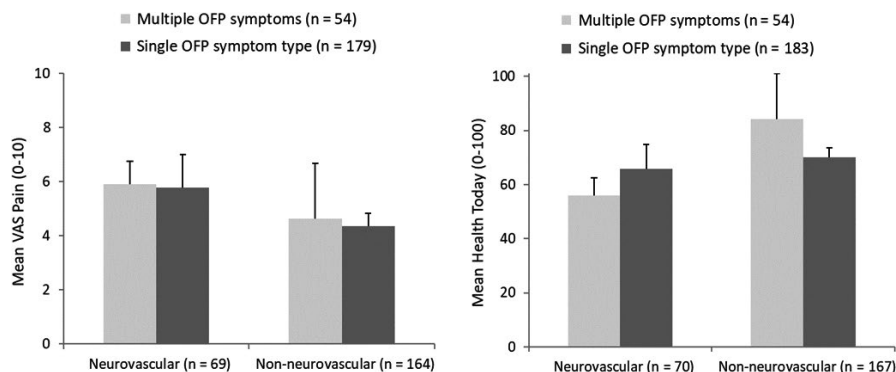 Multiple OFP symptoms (n = 54)
Single OFP symptom type (n = 179)
Mean VAS Pain (0-10)
10
8
6
4
2
0
Neurovascular (n = 69)
Non-neurovascular (n = 164)
Multiple OFP symptoms (n = 54)
Single OFP symptom type (n = 183)
Mean Health Today (0-100)
100
80
60
40
20
0
Neurovascular (n = 70)
Non-neurovascular (n = 167)